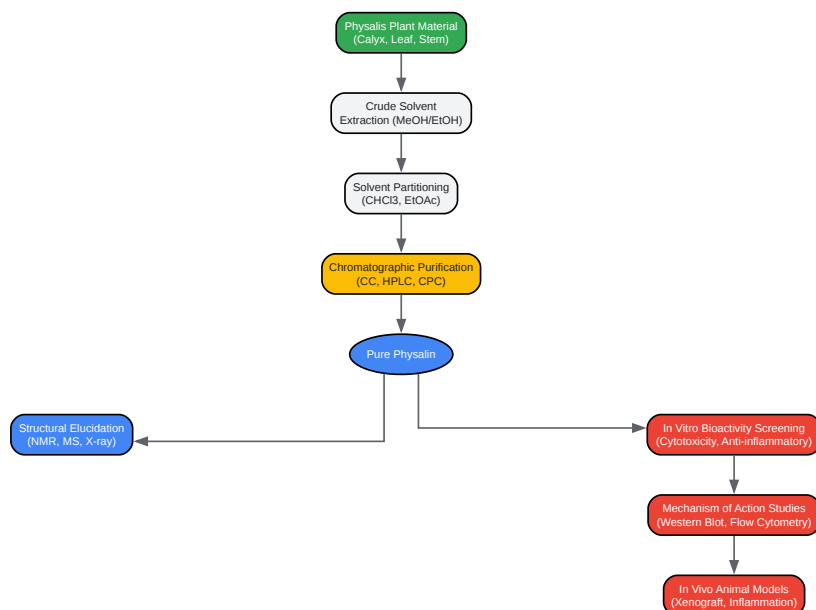 Physalis Plant Material
(Calyx, Leaf, Stem)
Crude Solvent
Extraction (MeOH/EtOH)
Solvent Partitioning
(CHCl3, EtOAc)
Chromatographic Purification
(CC, HPLC, CPC)
Pure Physalin
Structural Elucidation
(NMR, MS, X-ray)
In Vitro Bioactivity Screening
(Cytotoxicity, Anti-inflammatory)
Mechanism of Action Studies
(Western Blot, Flow Cytometry)
In Vivo Animal Models
(Xenograft, Inflammation)